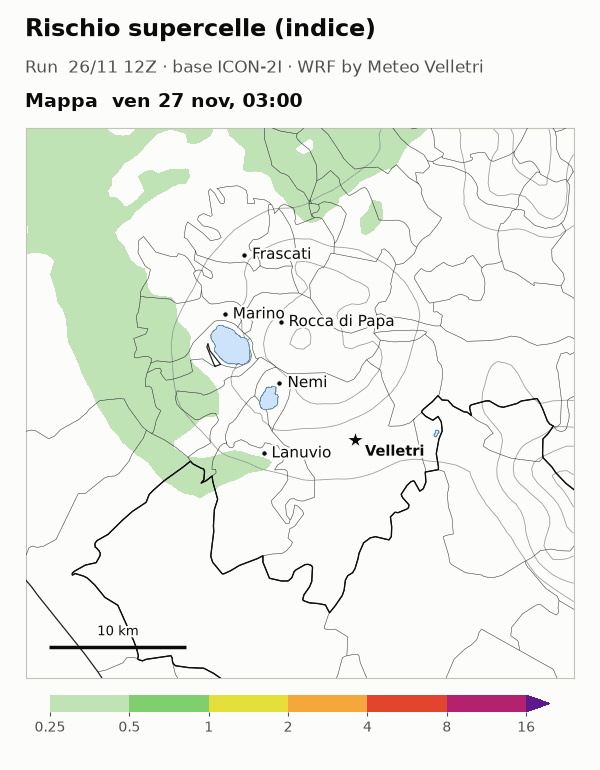 Rischio supercelle (indice)
Run  26/11 12Z · base ICON-2I · WRF by Meteo Velletri
Mappa  ven 27 nov, 03:00
Frascati
Marino
Rocca di Papa
Nemi
Velletri
Lanuvio
10 km
0.25 0.5 1 2 4 8 16